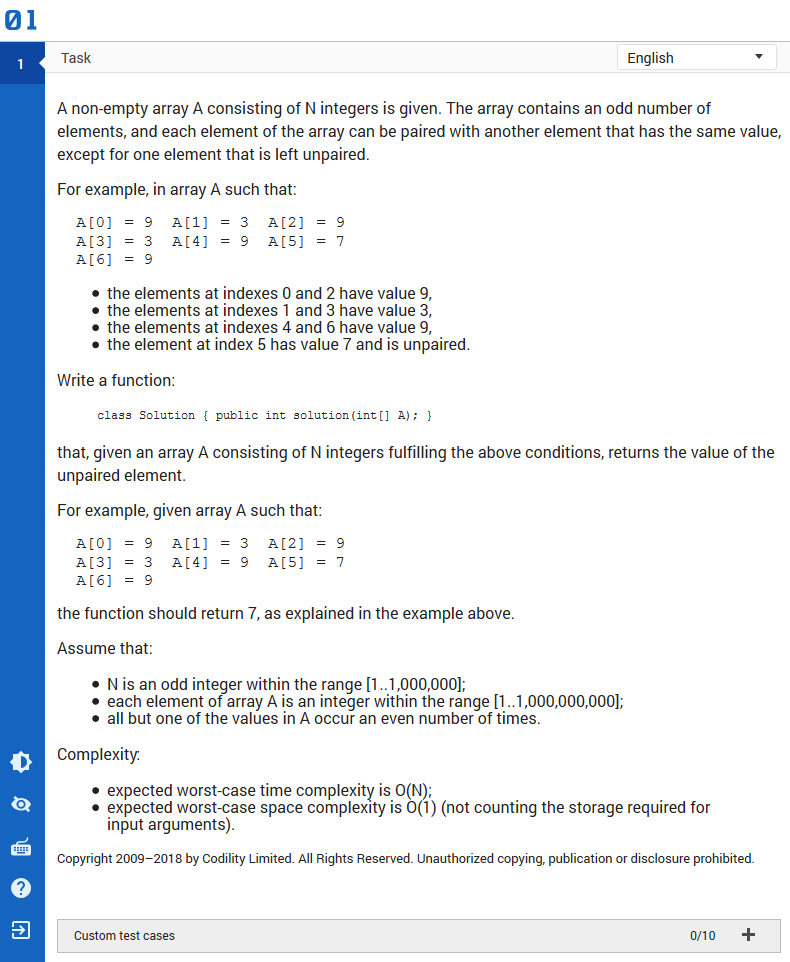 01
1
Task
English
A non-empty array A consisting of N integers is given. The array contains an odd number of
elements, and each element of the array can be paired with another element that has the same value,
except for one element that is left unpaired.
For example, in array A such that:
A[0] = 9  A[1] = 3  A[2] = 9
A[3] = 3  A[4] = 9  A[5] = 7
A[6] = 9
• the elements at indexes 0 and 2 have value 9,
• the elements at indexes 1 and 3 have value 3,
• the elements at indexes 4 and 6 have value 9,
• the element at index 5 has value 7 and is unpaired.
Write a function:
class Solution { public int solution(int[] A); }
that, given an array A consisting of N integers fulfilling the above conditions, returns the value of the
unpaired element.
For example, given array A such that:
A[0] = 9  A[1] = 3  A[2] = 9
A[3] = 3  A[4] = 9  A[5] = 7
A[6] = 9
the function should return 7, as explained in the example above.
Assume that:
• N is an odd integer within the range [1..1,000,000];
• each element of array A is an integer within the range [1..1,000,000,000];
• all but one of the values in A occur an even number of times.
Complexity:
• expected worst-case time complexity is O(N);
• expected worst-case space complexity is O(1) (not counting the storage required for
input arguments).
Copyright 2009–2018 by Codility Limited. All Rights Reserved. Unauthorized copying, publication or disclosure prohibited.
?
Custom test cases
0/10
+